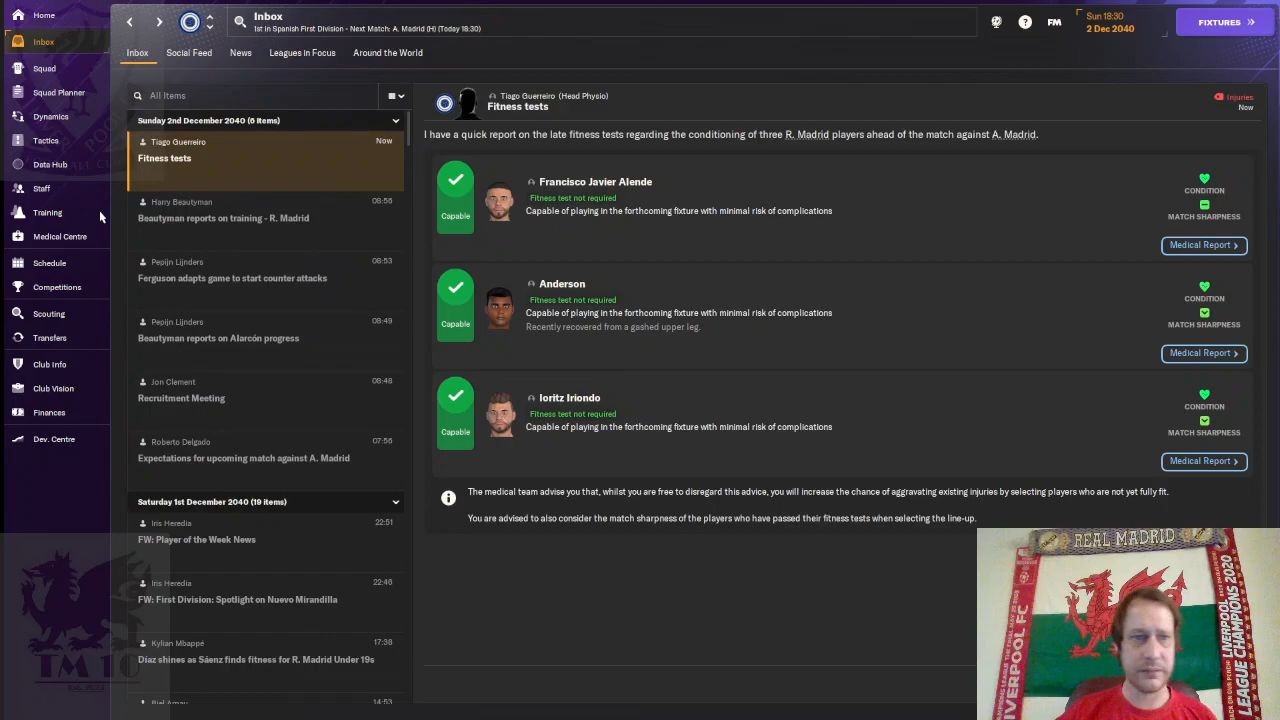 Home
Inbox
Squad
Squad Planner
Dynamics
Tactics
Data Hub
Staff
Training
Medical Centre
Schedule
Competitions
Scouting
Transfers
Club Info
Club Vision
Finances
Dev. Centre
TM 10
Inbox
1st in Spanish First Division - Next Match: A. Madrid (H) (Today 18:30)
FM
Sun 18:30
2 Dec 2040
FIXTURES
Inbox
Social Feed
News
Leagues in Focus
Around the World
All Items
Sunday 2nd December 2040 (6 items)
Tiago Guerreiro
Now
Fitness tests
Harry Beautyman
08:56
Beautyman reports on training - R. Madrid
Pepijn Lijnders
08:53
Ferguson adapts game to start counter attacks
Pepijn Lijnders
08:49
Beautyman reports on Alarcón progress
Jon Clement
08:48
Recruitment Meeting
Roberto Delgado
07:56
Expectations for upcoming match against A. Madrid
Saturday 1st December 2040 (19 items)
Iris Heredia
22:51
FW: Player of the Week News
Iris Heredia
22:46
FW: First Division: Spotlight on Nuevo Mirandilla
Kylian Mbappé
17:38
Díaz shines as Sáenz finds fitness for R. Madrid Under 19s
14:53
Tiago Guerreiro (Head Physio)
Fitness tests
Injuries
Now
I have a quick report on the late fitness tests regarding the conditioning of three R. Madrid players ahead of the match against A. Madrid.
Capable
Francisco Javier Alende
Fitness test not required
Capable of playing in the forthcoming fixture with minimal risk of complications
CONDITION
MATCH SHARPNESS
Medical Report
Capable
Anderson
Fitness test not required
Capable of playing in the forthcoming fixture with minimal risk of complications
Recently recovered from a gashed upper leg.
CONDITION
MATCH SHARPNESS
Medical Report
Capable
Ioritz Iriondo
Fitness test not required
Capable of playing in the forthcoming fixture with minimal risk of complications
CONDITION
MATCH SHARPNESS
Medical Report
The medical team advise you that, whilst you are free to disregard this advice, you will increase the chance of aggravating existing injuries by selecting players who are not yet fully fit.
You are advised to also consider the match sharpness of the players who have passed their fitness tests when selecting the line-up.
REAL MADRID
LIVERPOOL FC
LIVERPOOL
LEAGUE CHAMPIONS 2020